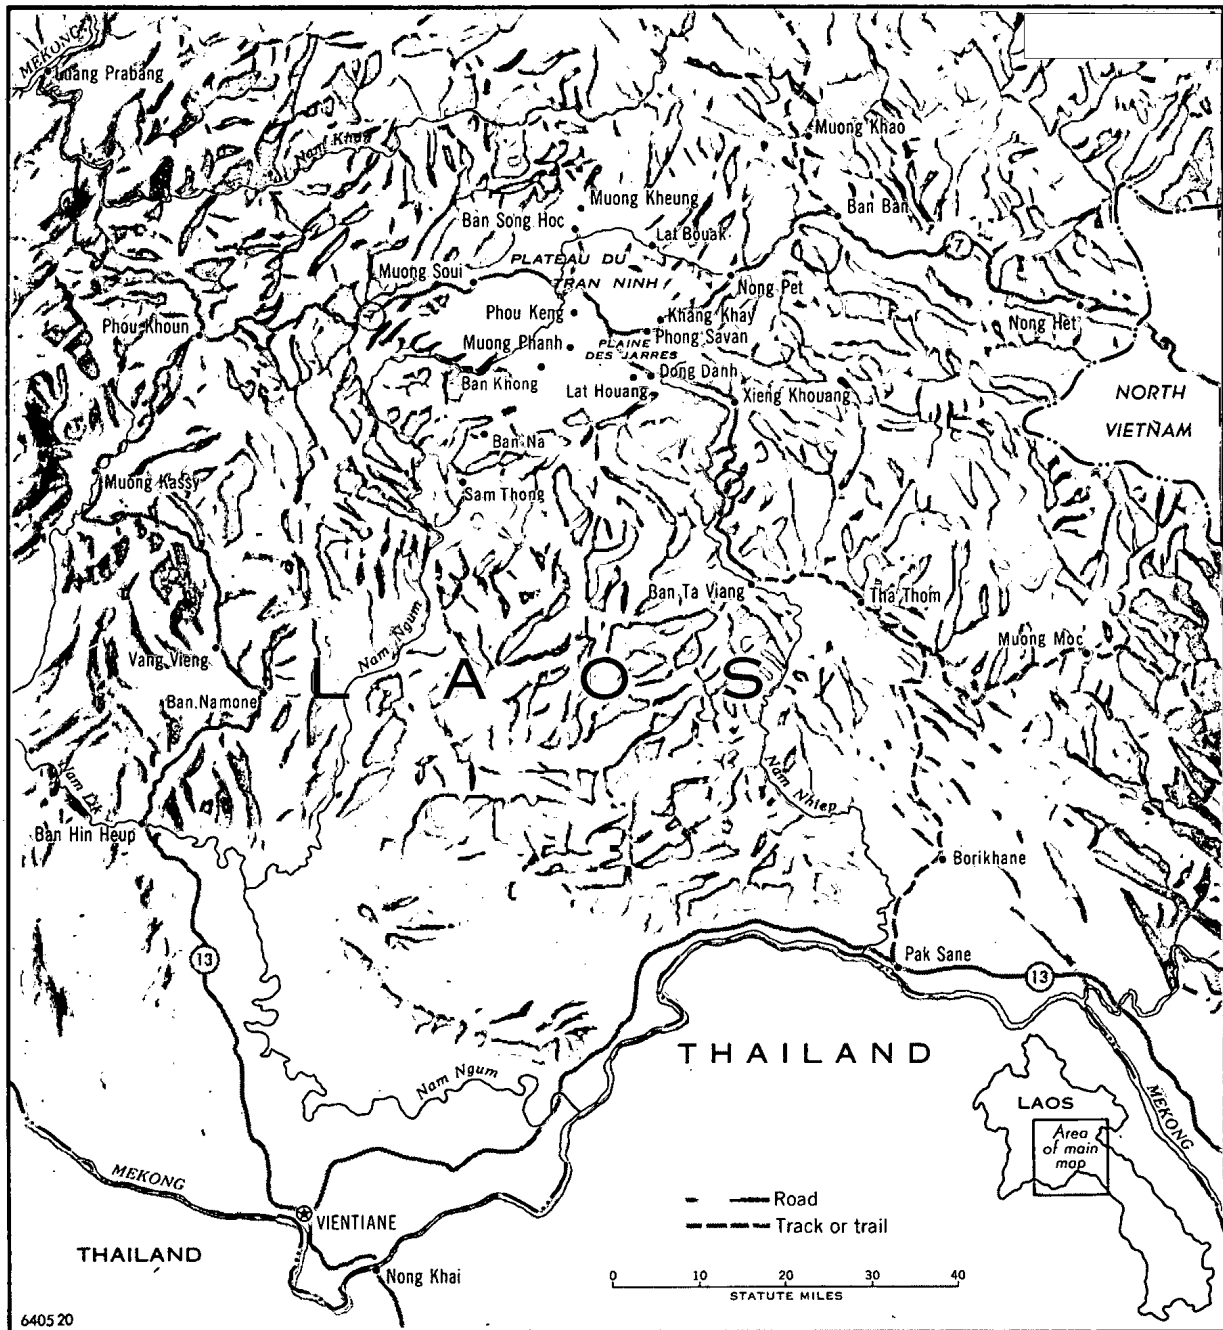 MEKONG
Luang Prabang
Nam Khan
Muong Khao
Muong Kheung
Ban Ban
Ban Song Hoc
Lat Bouak
7
PLATEAU DU
TRAN NINH
Muong Soui
Nong Pet
Phou Keng
Khang Khay
Phou Khoun
7
Nong Het
Phong Savan
Muong Phanh
PLAINE
DES JARRES
Dong Danh
Ban Khong
Lat Houang
Xieng Khouang
NORTH
VIETNAM
Ban Na
Muong Kassy
Sam Thong
Ban Ta Viang
Tha Thom
Nam Ngum
Muong Moc
Vang Vieng
LAOS
Ban Namone
Nam Lik
Nam Nhiep
Ban Hin Heup
Borikhane
13
Pak Sane
13
THAILAND
Nam Ngum
LAOS
MEKONG
Area
of main
map
MEKONG
Road
VIENTIANE
Track or trail
THAILAND
Nong Khai
0 10 20 30 40
STATUTE MILES
640520